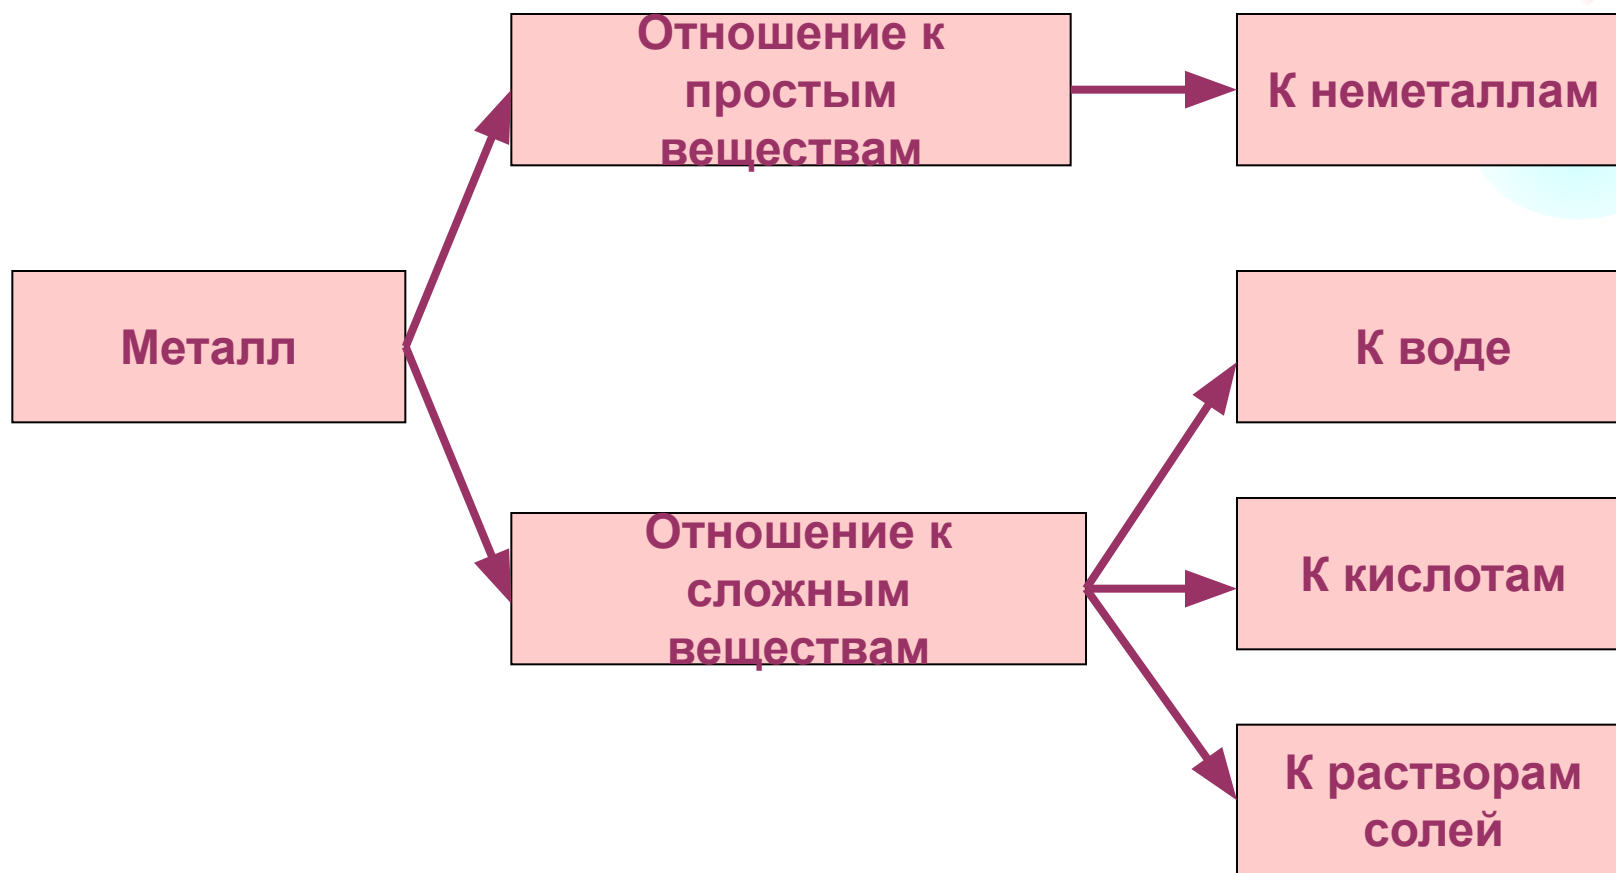 Отношение к
простым
веществам
К неметаллам
Металл
К воде
Отношение к
сложным
веществам
К кислотам
К растворам
солей